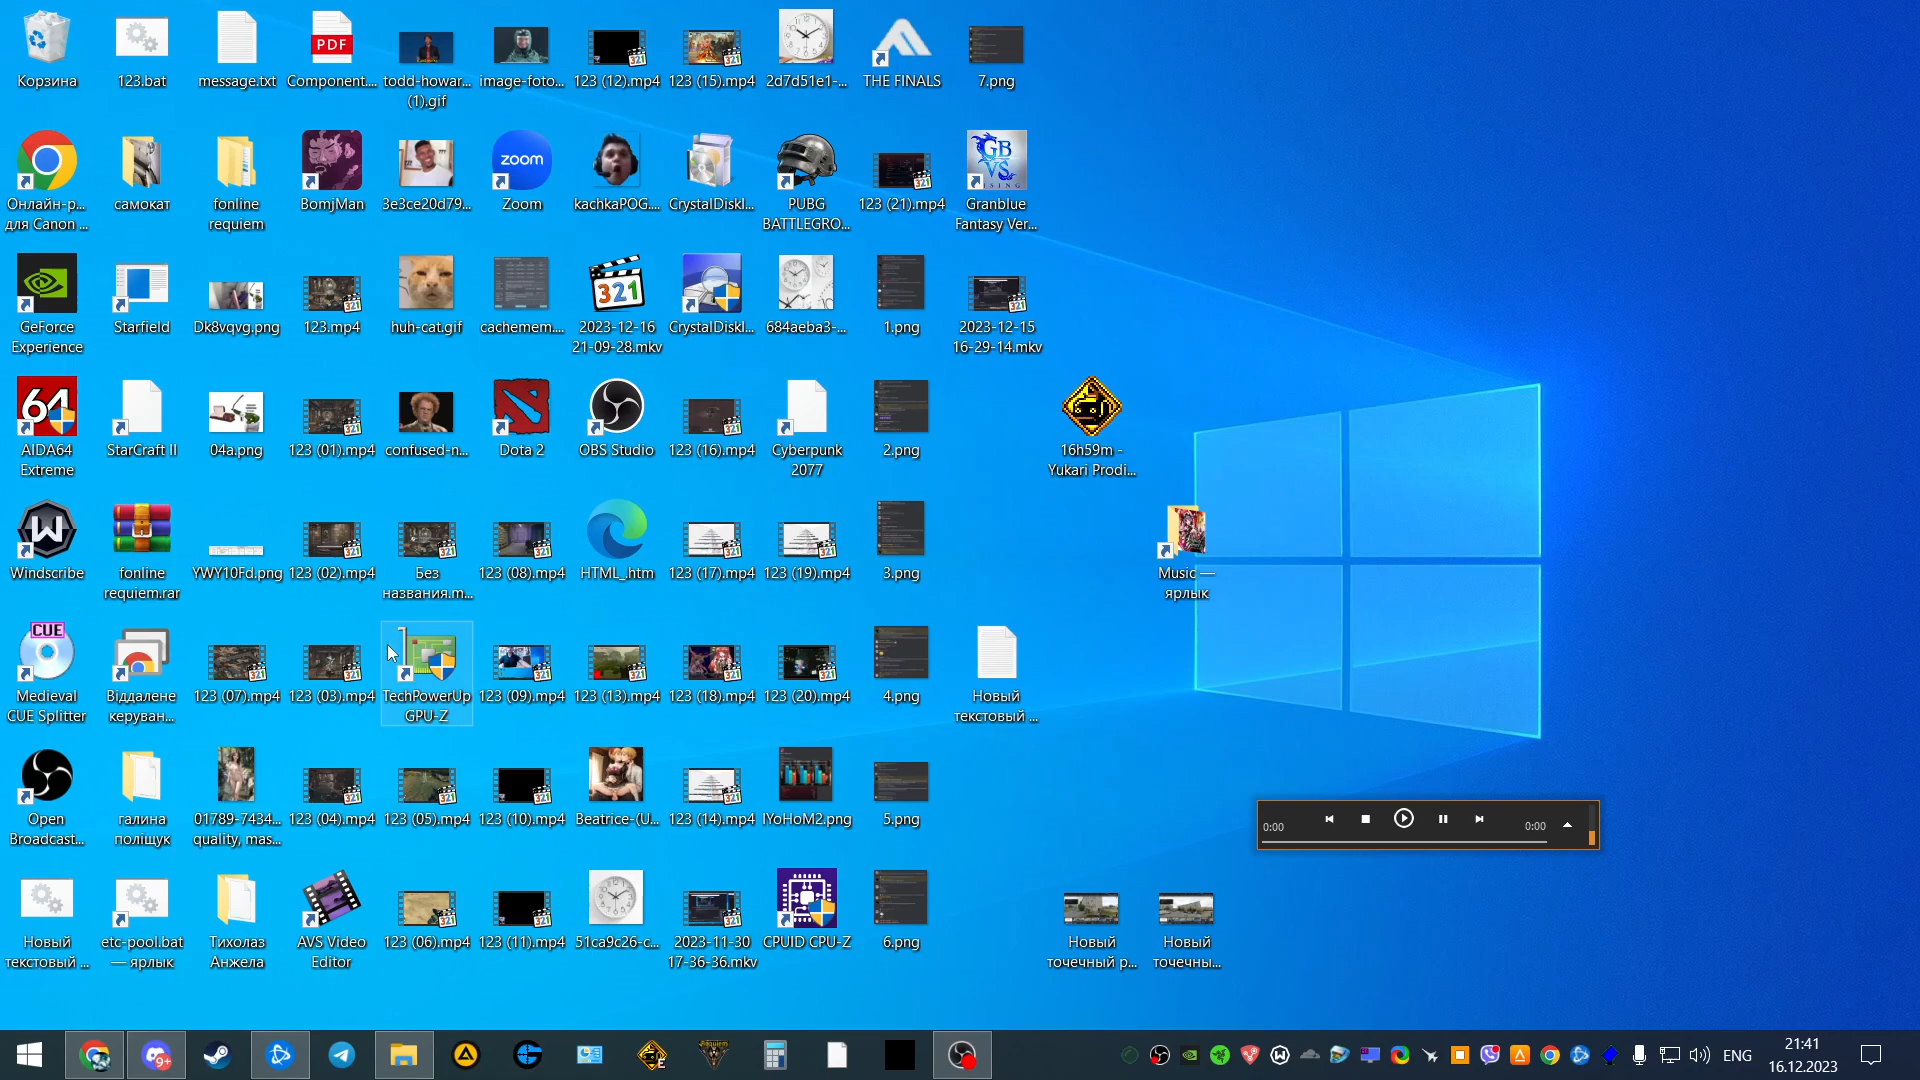 Корзина
123.bat
message.txt
Component....
todd-howar...
(1).gif
image-foto...
123 (12).mp4
123 (15).mp4
2d7d51e1-...
THE FINALS
7.png
PDF
Онлайн-р...
для Canon ...
самокат
fonline
requiem
BomjMan
3e3ce20d79...
zoom
Zoom
kachkaPOG....
CrystalDiskI...
PUBG
BATTLEGRO...
123 (21).mp4
GB
VS
Granblue
Fantasy Ver...
GeForce
Experience
Starfield
Dk8vqvg.png
123.mp4
huh-cat.gif
cachemem....
321
2023-12-16
21-09-28.mkv
CrystalDiskI...
684aeba3-...
1.png
2023-12-15
16-29-14.mkv
64
AIDA64
Extreme
StarCraft II
04a.png
123 (01).mp4
confused-n...
Dota 2
OBS Studio
123 (16).mp4
Cyberpunk
2077
2.png
16h59m -
Yukari Prodi...
Windscribe
fonline
requiem.rar
YWY10Fd.png
123 (02).mp4
Без
названия.m...
123 (08).mp4
HTML_.htm
123 (17).mp4
123 (19).mp4
3.png
Music —
ярлык
CUE
Medieval
CUE Splitter
Віддалене
керуван...
123 (07).mp4
123 (03).mp4
TechPowerUp
GPU-Z
123 (09).mp4
123 (13).mp4
123 (18).mp4
123 (20).mp4
4.png
Новый
текстовый ...
Open
Broadcast...
галина
поліщук
01789-7434...
quality, mas...
123 (04).mp4
123 (05).mp4
123 (10).mp4
Beatrice-(U...
123 (14).mp4
IYoHoM2.png
5.png
0:00
0:00
Новый
текстовый ...
etc-pool.bat
— ярлык
Тихолаз
Анжела
AVS Video
Editor
123 (06).mp4
123 (11).mp4
51ca9c26-c...
2023-11-30
17-36-36.mkv
CPUID CPU-Z
6.png
Новый
точечный р...
Новый
точечны...
9+
ENG
21:41
16.12.2023